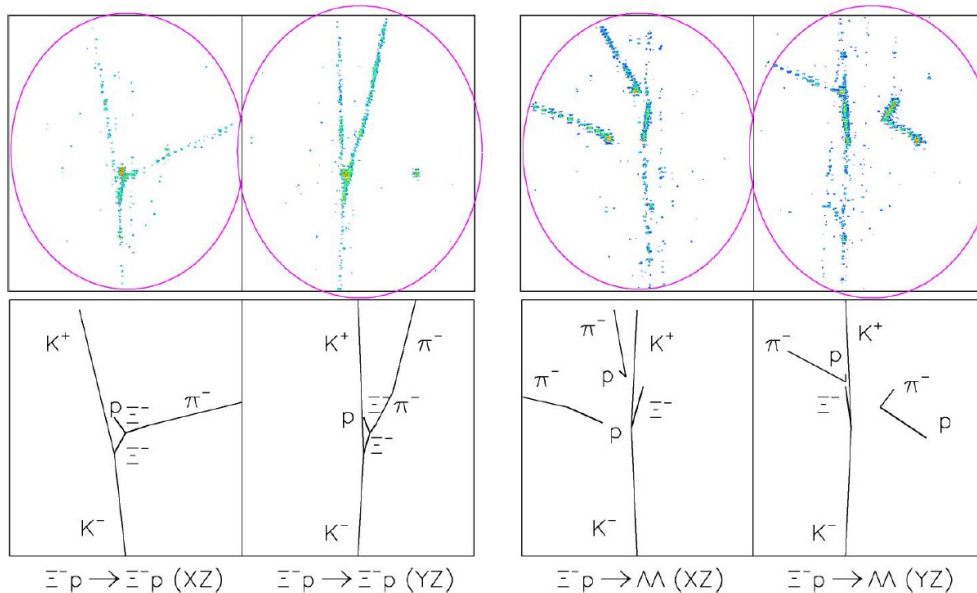 K⁺
π⁻
p Ξ⁻
Ξ⁻
K⁻
K⁺
π⁻
p Ξ⁻ π⁻
Ξ⁻
K⁻
π⁻ K⁺
p
π⁻
Ξ⁻
p
K⁻
K⁺
π⁻ p
π⁻
Ξ⁻
p
K⁻
Ξ⁻p → Ξ⁻p (XZ)
Ξ⁻p → Ξ⁻p (YZ)
Ξ⁻p → ΛΛ (XZ)
Ξ⁻p → ΛΛ (YZ)